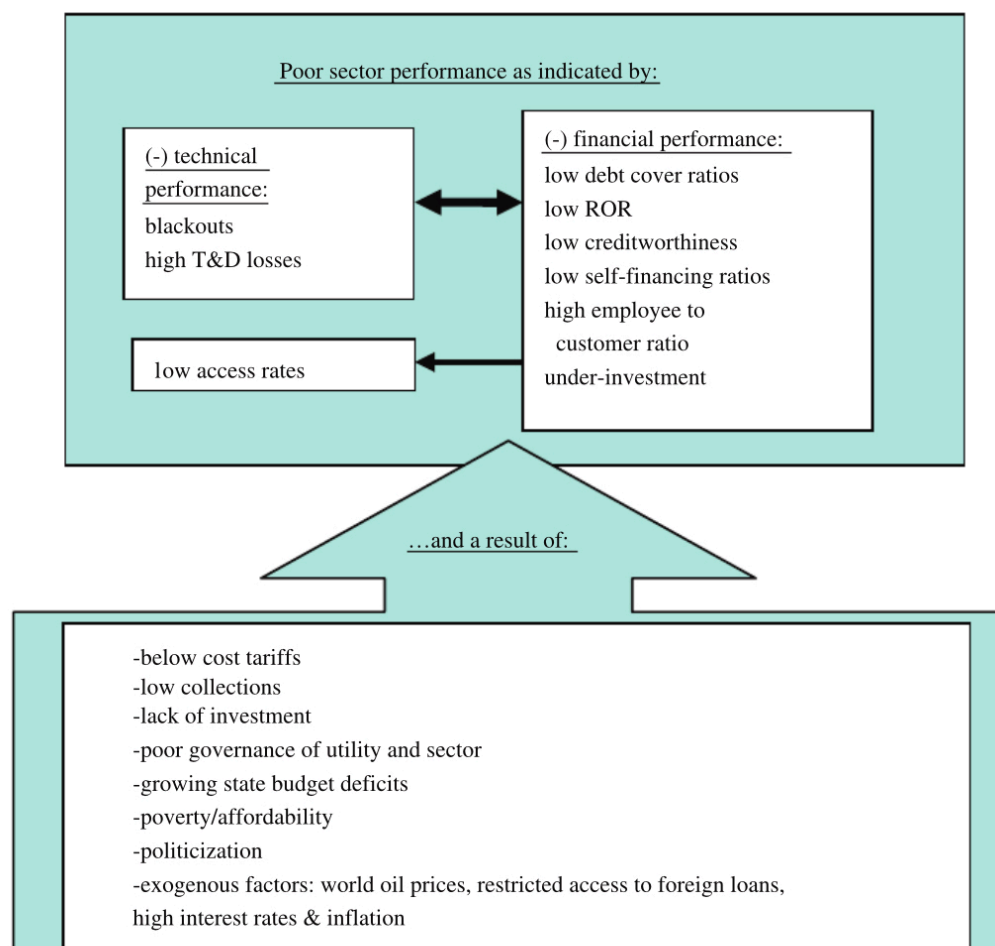 Poor sector performance as indicated by:
(-) technical
performance:
blackouts
high T&D losses
(-) financial performance:
low debt cover ratios
low ROR
low creditworthiness
low self-financing ratios
high employee to
customer ratio
under-investment
low access rates
…and a result of:
-below cost tariffs
-low collections
-lack of investment
-poor governance of utility and sector
-growing state budget deficits
-poverty/affordability
-politicization
-exogenous factors: world oil prices, restricted access to foreign loans,
high interest rates & inflation